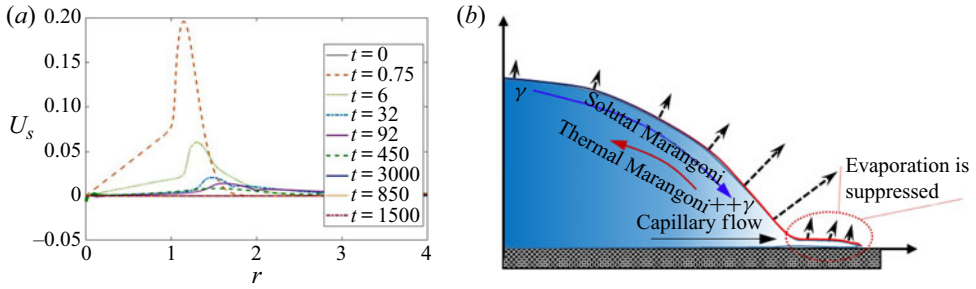 (a)
0.20
0.15
0.10
0.05
0
–0.05
U_s
0
1
2
3
4
r
t = 0
t = 0.75
t = 6
t = 32
t = 92
t = 450
t = 3000
t = 850
t = 1500
(b)
γ
Solutal Marangoni
Thermal Marangoni
++γ
Capillary flow
Evaporation is
suppressed